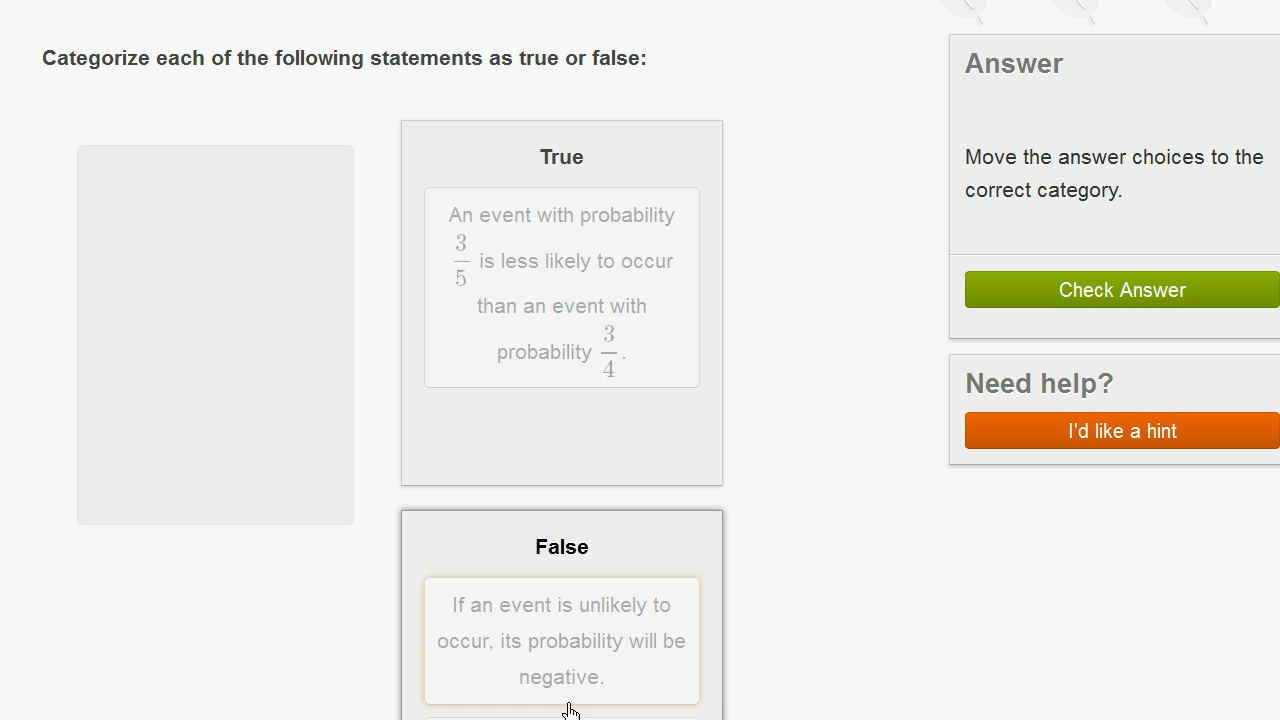 Categorize each of the following statements as true or false:
True
An event with probability
3/5 is less likely to occur
than an event with
probability 3/4.
False
If an event is unlikely to
occur, its probability will be
negative.
Answer
Move the answer choices to the
correct category.
Check Answer
Need help?
I'd like a hint